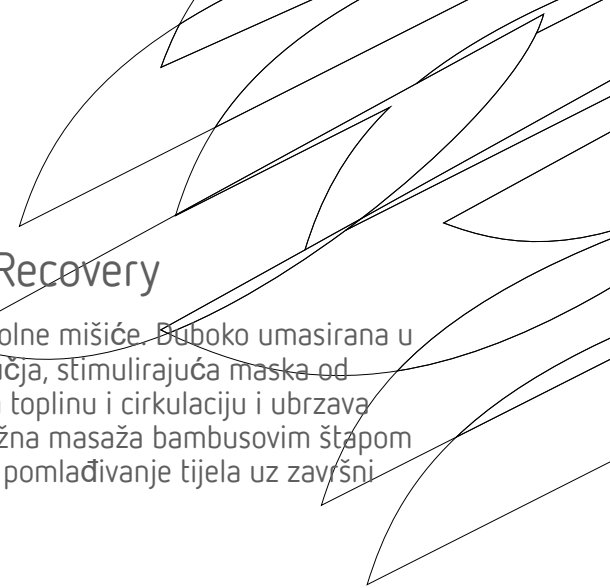 Recovery
olne mišiće. Duboko umasirana u
čja, stimulirajuća maska od
toplinu i cirkulaciju i ubrzava
žna masaža bambusovim štapom
pomlađivanje tijela uz završni